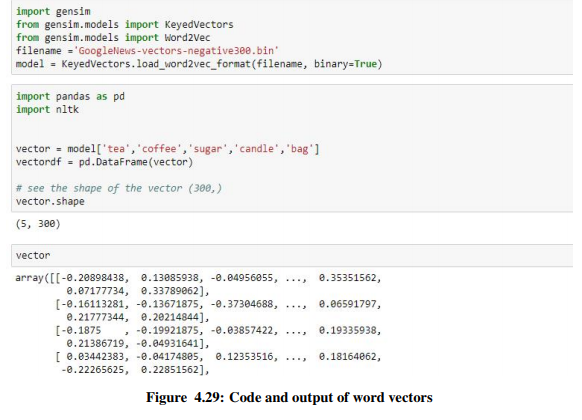 import gensim
from gensim.models import KeyedVectors
from gensim.models import Word2Vec
filename ='GoogleNews-vectors-negative300.bin'
model = KeyedVectors.load_word2vec_format(filename, binary=True)
import pandas as pd
import nltk
vector = model['tea','coffee','sugar','candle','bag']
vectordf = pd.DataFrame(vector)
# see the shape of the vector (300,)
vector.shape
(5, 300)
vector
array([[-0.20898438, 0.13085938, -0.04956055, ..., 0.35351562,
0.07177734, 0.33789062],
[-0.16113281, -0.13671875, -0.37304688, ..., 0.06591797,
0.21777344, 0.20214844],
[-0.1875 , -0.19921875, -0.03857422, ..., 0.19335938,
0.21386719, -0.04931641],
[ 0.03442383, -0.04174805, 0.12353516, ..., 0.18164062,
-0.22265625, 0.22851562],
Figure 4.29: Code and output of word vectors